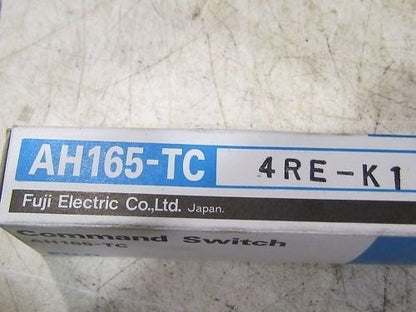 AH165-TC 4RE-K1
Fuji Electric Co.,Ltd. Japan.
Command Switch
AH165-TC